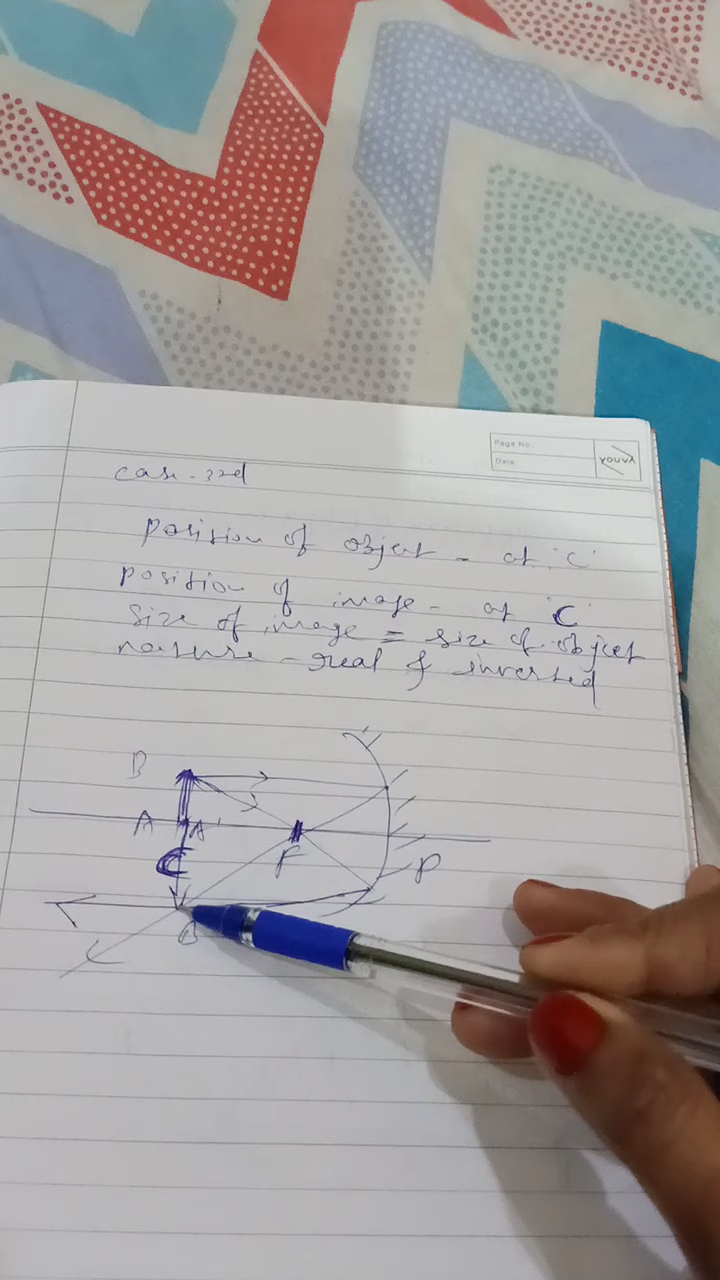 Page No
Date
YOUVA
case - 3rd
position of object - at 'C'
position of image - at 'C'
size of image = size of object
nature - real & inverted
B
A A' F P
C
B